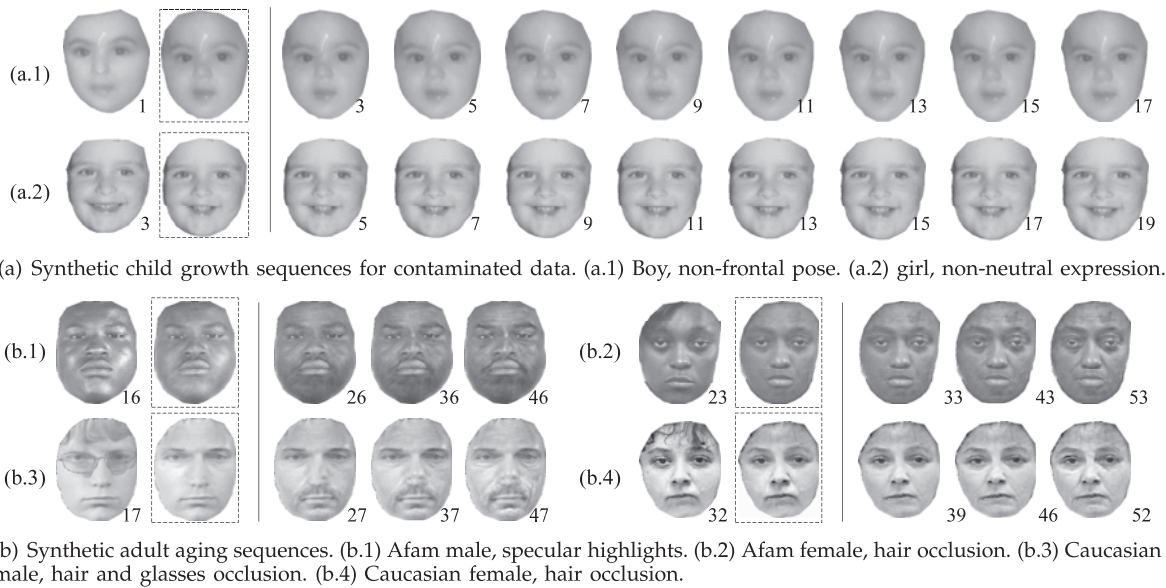 (a.1) 1 3 5 7 9 11 13 15 17
(a.2) 3 5 7 9 11 13 15 17 19
(a) Synthetic child growth sequences for contaminated data. (a.1) Boy, non-frontal pose. (a.2) girl, non-neutral expression.
(b.1) 16 26 36 46 (b.2) 23 33 43 53
(b.3) 17 27 37 47 (b.4) 32 39 46 52
b) Synthetic adult aging sequences. (b.1) Afam male, specular highlights. (b.2) Afam female, hair occlusion. (b.3) Caucasian
male, hair and glasses occlusion. (b.4) Caucasian female, hair occlusion.